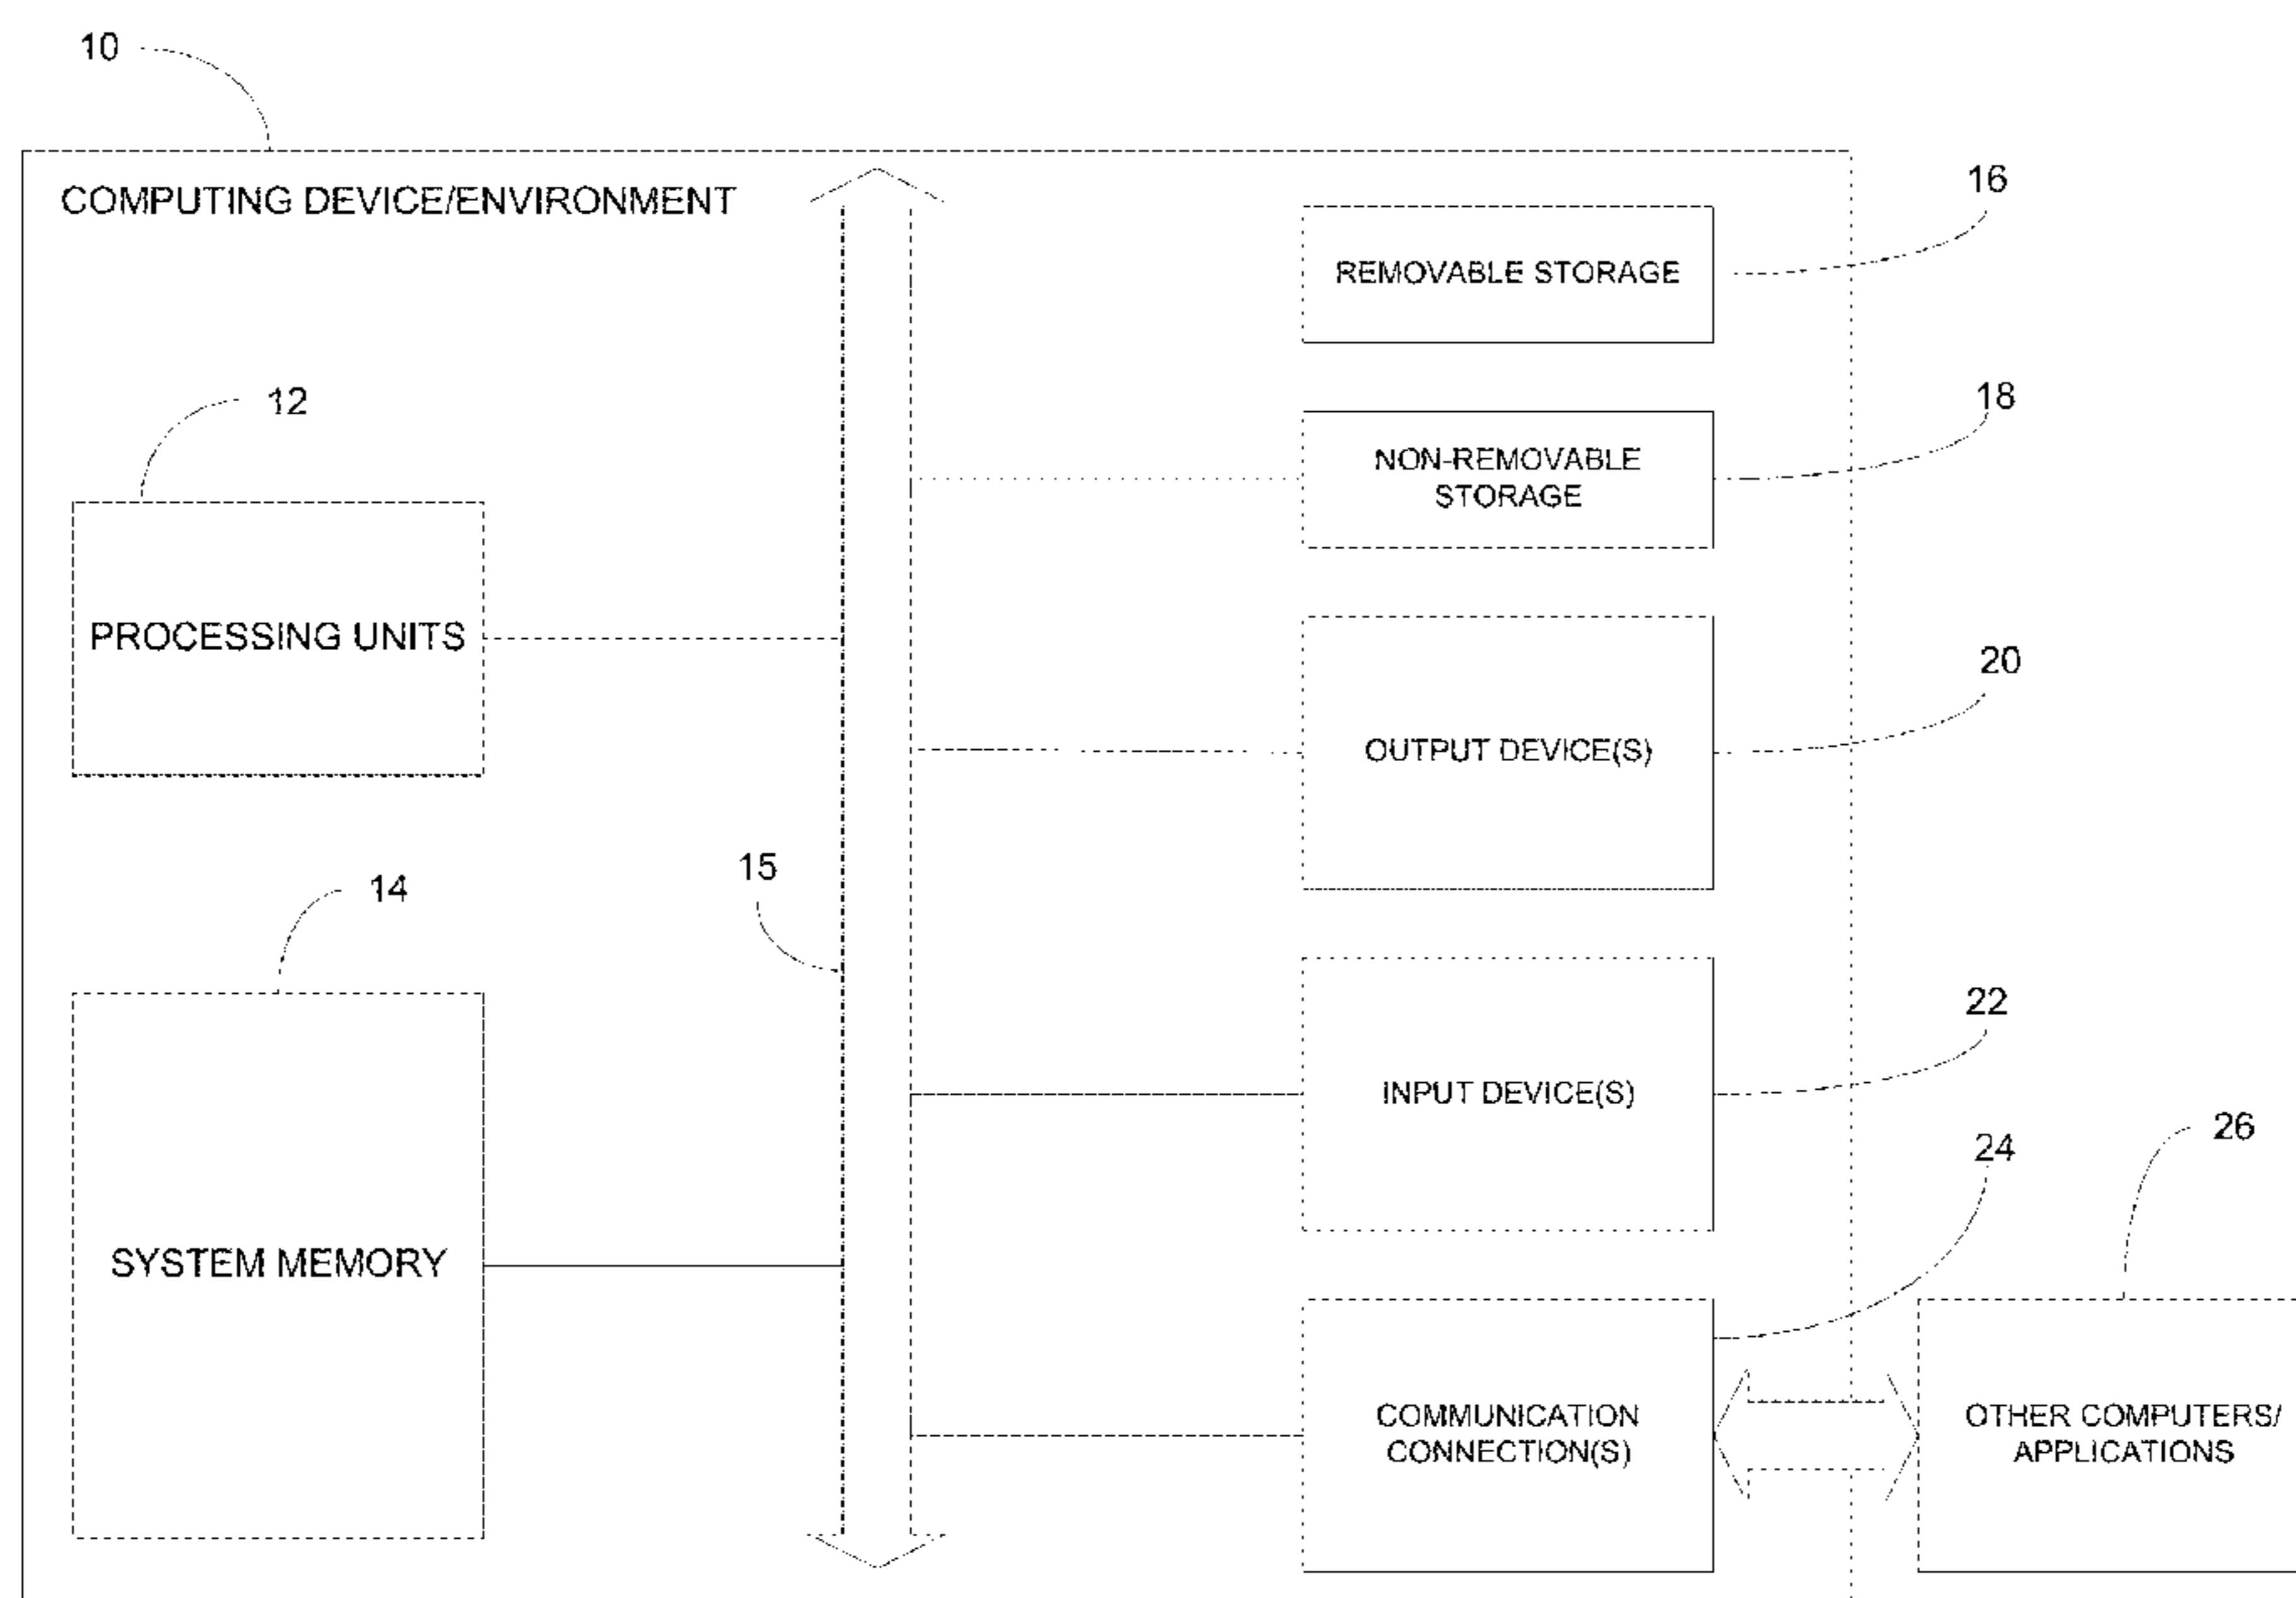 10
COMPUTING DEVICE/ENVIRONMENT
16
REMOVABLE STORAGE
12
18
NON-REMOVABLE
STORAGE
PROCESSING UNITS
20
OUTPUT DEVICE(S)
15
14
22
INPUT DEVICE(S)
26
24
SYSTEM MEMORY
COMMUNICATION
CONNECTION(S)
OTHER COMPUTERS/
APPLICATIONS